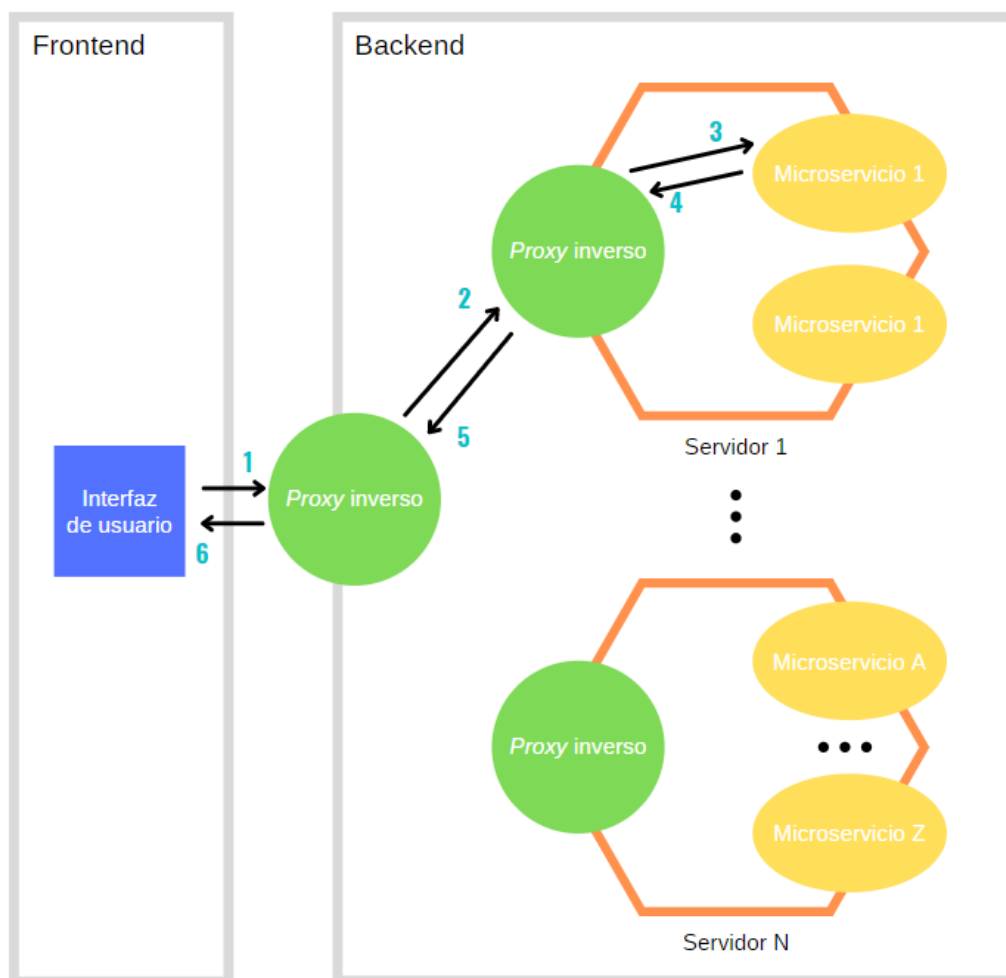 Frontend
Backend
3
Microservicio 1
4
Proxy inverso
2
Microservicio 1
5
Servidor 1
1
Interfaz
de usuario
Proxy inverso
6
Microservicio A
Proxy inverso
Microservicio Z
Servidor N